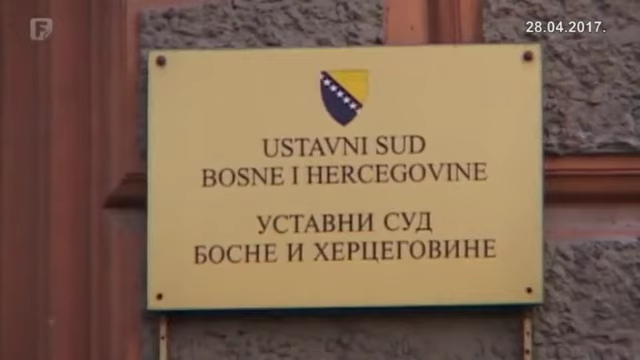 28.04.2017.
USTAVNI SUD
BOSNE I HERCEGOVINE
УСТАВНИ СУД
БОСНЕ И ХЕРЦЕГОВИНЕ